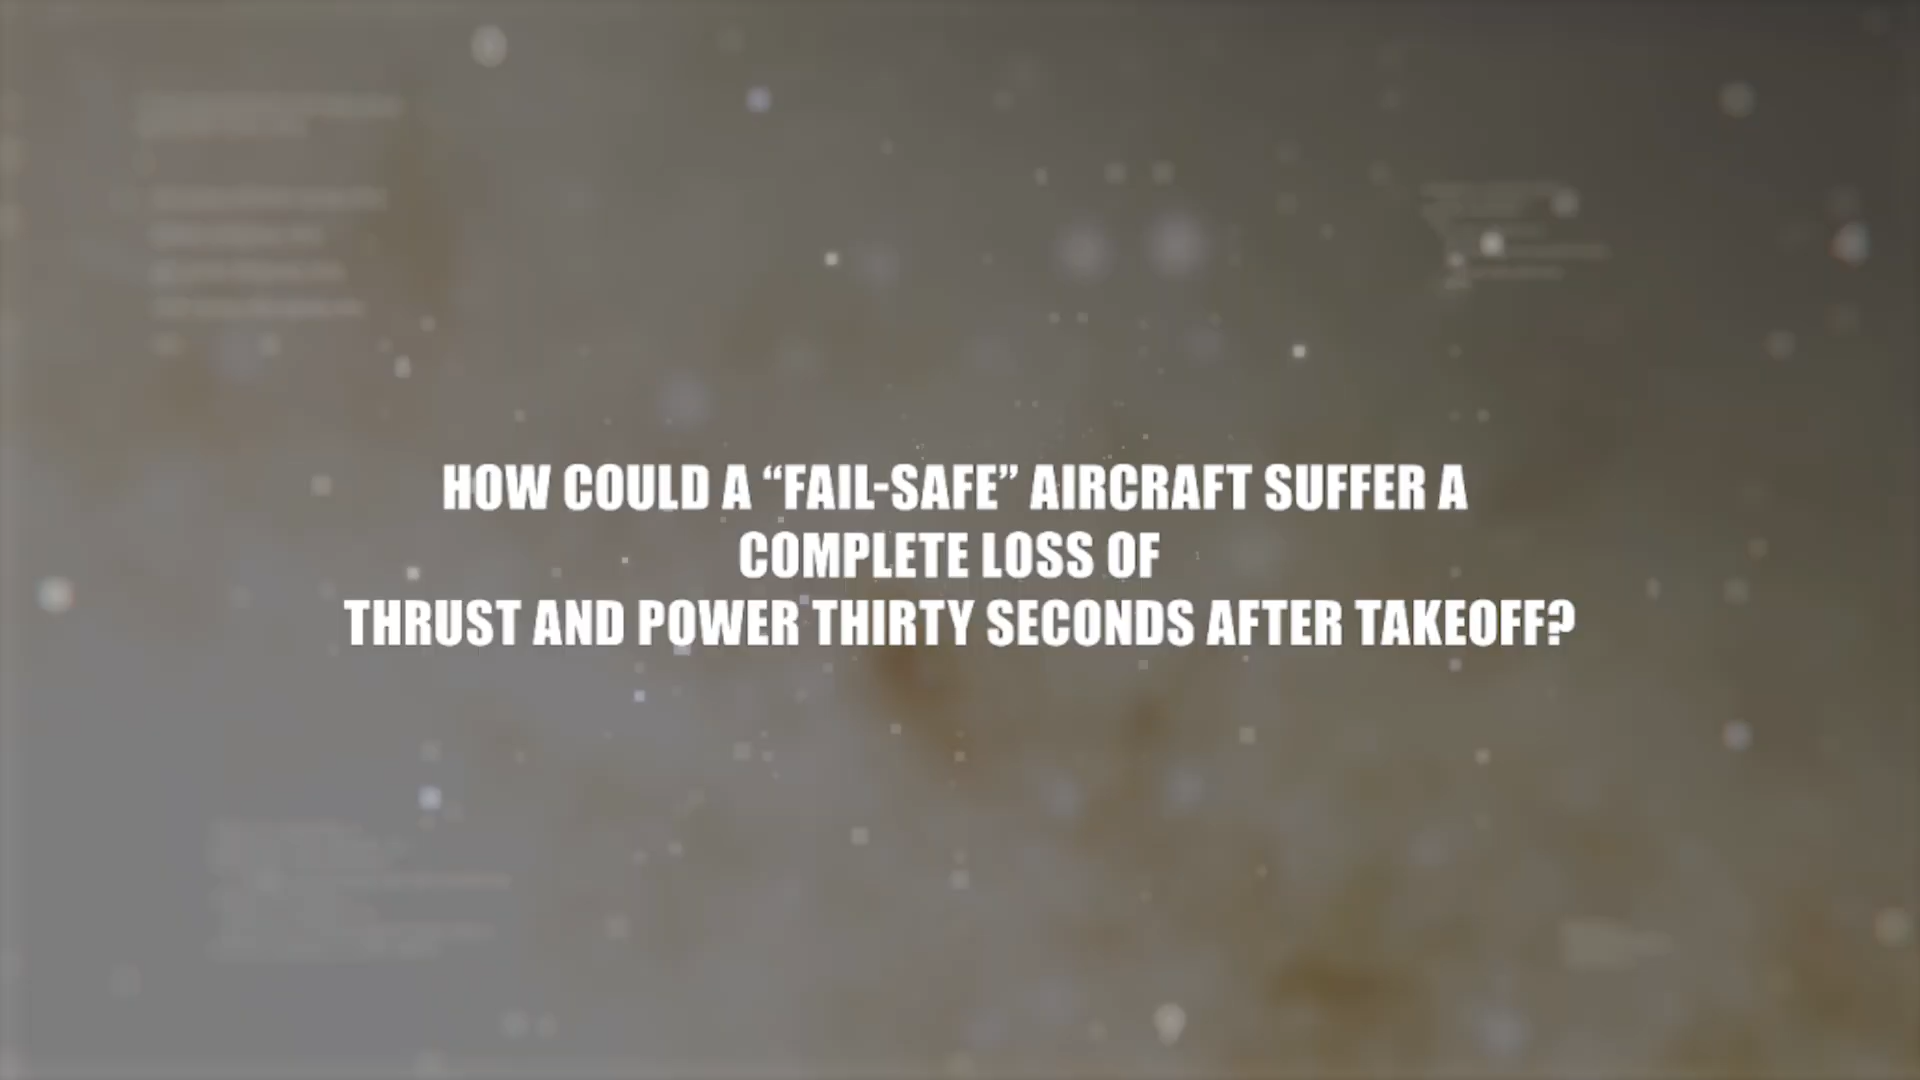 HOW COULD A “FAIL-SAFE” AIRCRAFT SUFFER A
COMPLETE LOSS OF
THRUST AND POWER THIRTY SECONDS AFTER TAKEOFF?